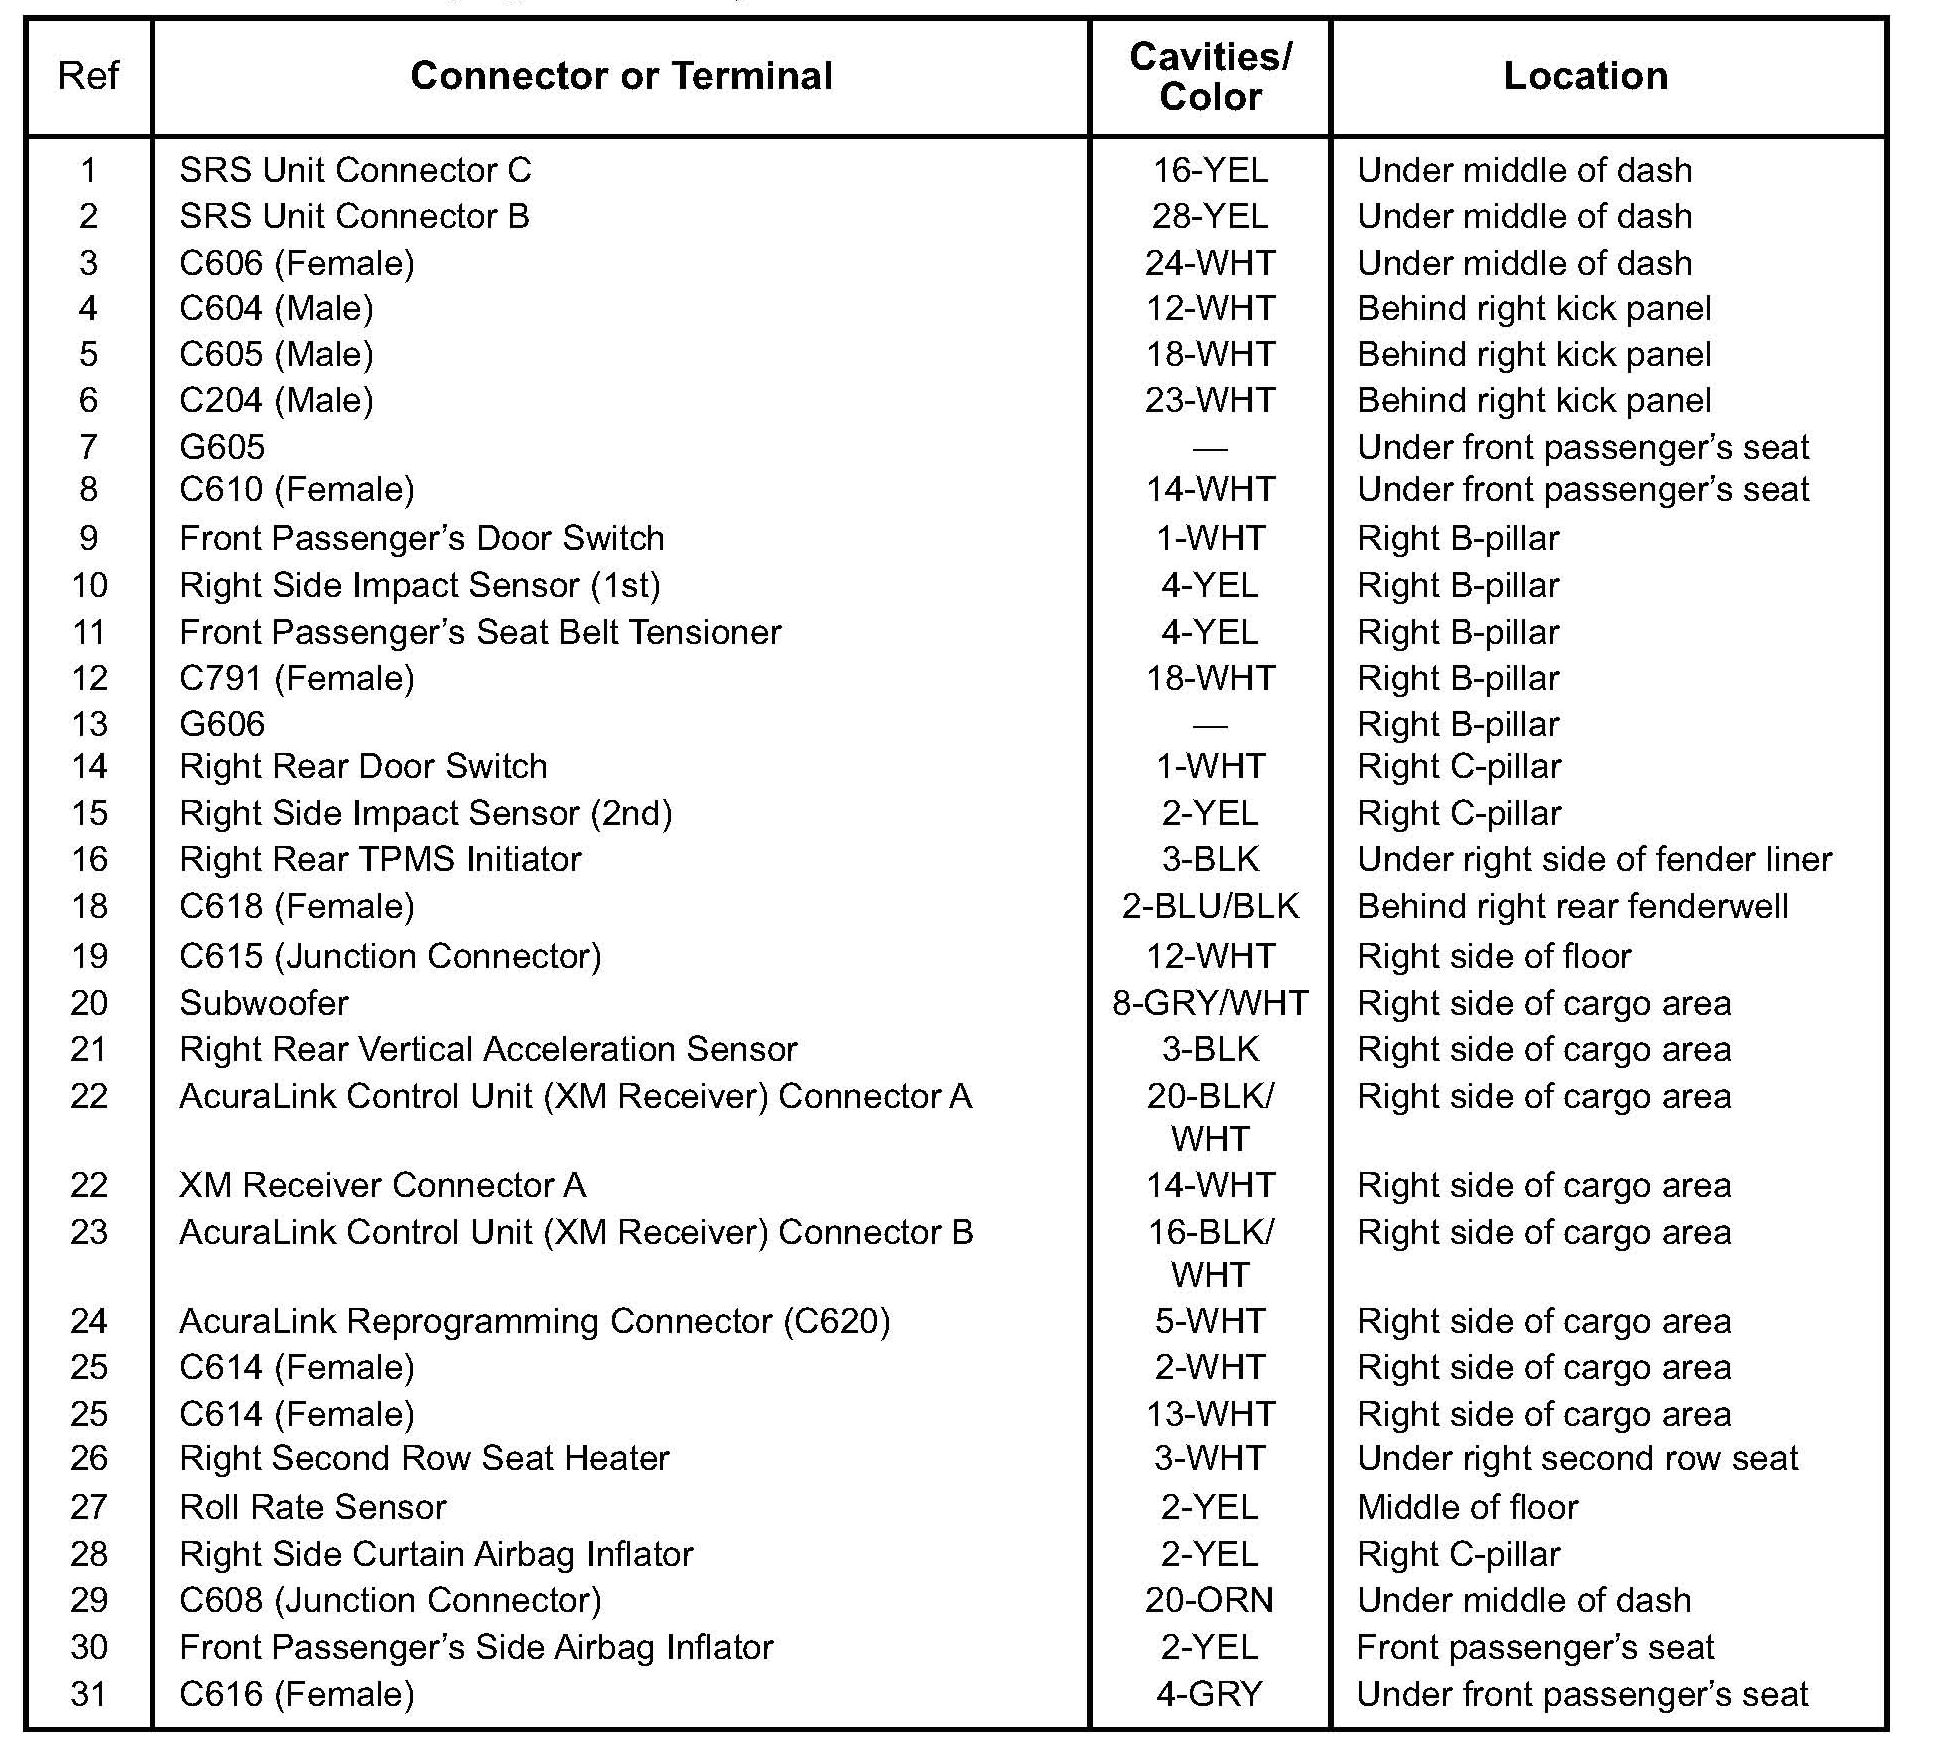 Ref Connector or Terminal Cavities/ Color Location
1 SRS Unit Connector C 16-YEL Under middle of dash
2 SRS Unit Connector B 28-YEL Under middle of dash
3 C606 (Female) 24-WHT Under middle of dash
4 C604 (Male) 12-WHT Behind right kick panel
5 C605 (Male) 18-WHT Behind right kick panel
6 C204 (Male) 23-WHT Behind right kick panel
7 G605 — Under front passenger’s seat
8 C610 (Female) 14-WHT Under front passenger’s seat
9 Front Passenger’s Door Switch 1-WHT Right B-pillar
10 Right Side Impact Sensor (1st) 4-YEL Right B-pillar
11 Front Passenger’s Seat Belt Tensioner 4-YEL Right B-pillar
12 C791 (Female) 18-WHT Right B-pillar
13 G606 — Right B-pillar
14 Right Rear Door Switch 1-WHT Right C-pillar
15 Right Side Impact Sensor (2nd) 2-YEL Right C-pillar
16 Right Rear TPMS Initiator 3-BLK Under right side of fender liner
18 C618 (Female) 2-BLU/BLK Behind right rear fenderwell
19 C615 (Junction Connector) 12-WHT Right side of floor
20 Subwoofer 8-GRY/WHT Right side of cargo area
21 Right Rear Vertical Acceleration Sensor 3-BLK Right side of cargo area
22 AcuraLink Control Unit (XM Receiver) Connector A 20-BLK/ Right side of cargo area
WHT
22 XM Receiver Connector A 14-WHT Right side of cargo area
23 AcuraLink Control Unit (XM Receiver) Connector B 16-BLK/ Right side of cargo area
WHT
24 AcuraLink Reprogramming Connector (C620) 5-WHT Right side of cargo area
25 C614 (Female) 2-WHT Right side of cargo area
25 C614 (Female) 13-WHT Right side of cargo area
26 Right Second Row Seat Heater 3-WHT Under right second row seat
27 Roll Rate Sensor 2-YEL Middle of floor
28 Right Side Curtain Airbag Inflator 2-YEL Right C-pillar
29 C608 (Junction Connector) 20-ORN Under middle of dash
30 Front Passenger’s Side Airbag Inflator 2-YEL Front passenger’s seat
31 C616 (Female) 4-GRY Under front passenger’s seat